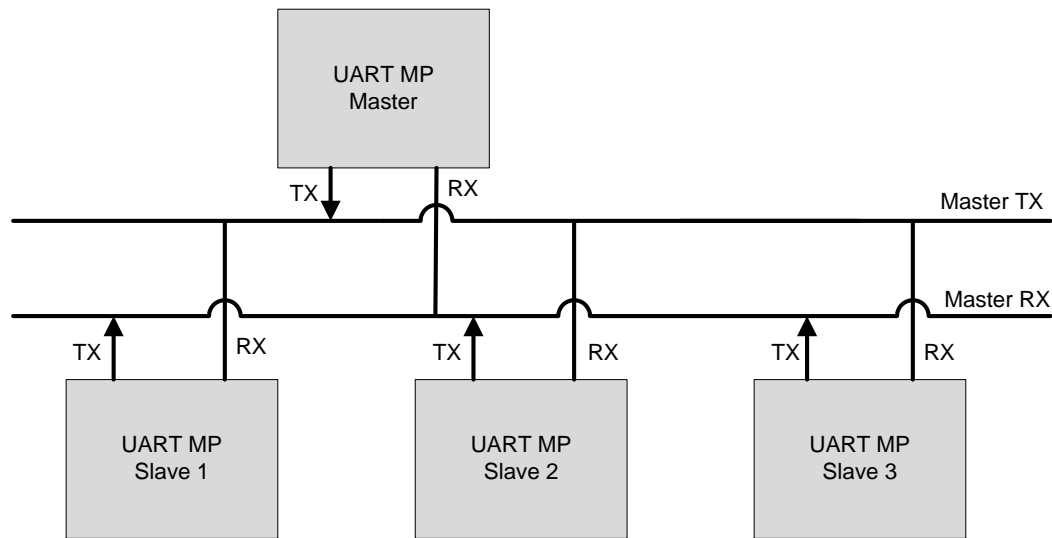 UART MP
Master
TX
RX
Master TX
Master RX
TX
RX
TX
RX
TX
RX
UART MP
Slave 1
UART MP
Slave 2
UART MP
Slave 3